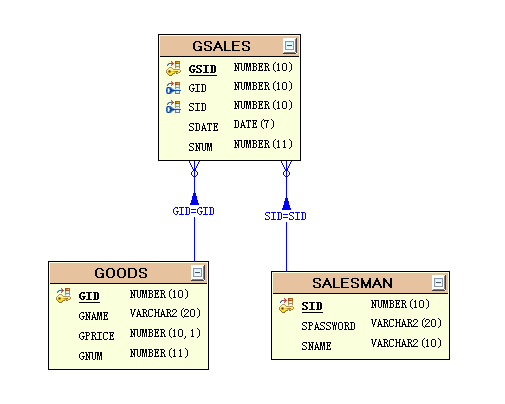 GSALES
GSID NUMBER(10)
GID NUMBER(10)
SID NUMBER(10)
SDATE DATE(7)
SNUM NUMBER(11)
GID=GID
SID=SID
GOODS
GID NUMBER(10)
GNAME VARCHAR2(20)
GPRICE NUMBER(10,1)
GNUM NUMBER(11)
SALESMAN
SID NUMBER(10)
SPASSWORD VARCHAR2(20)
SNAME VARCHAR2(10)